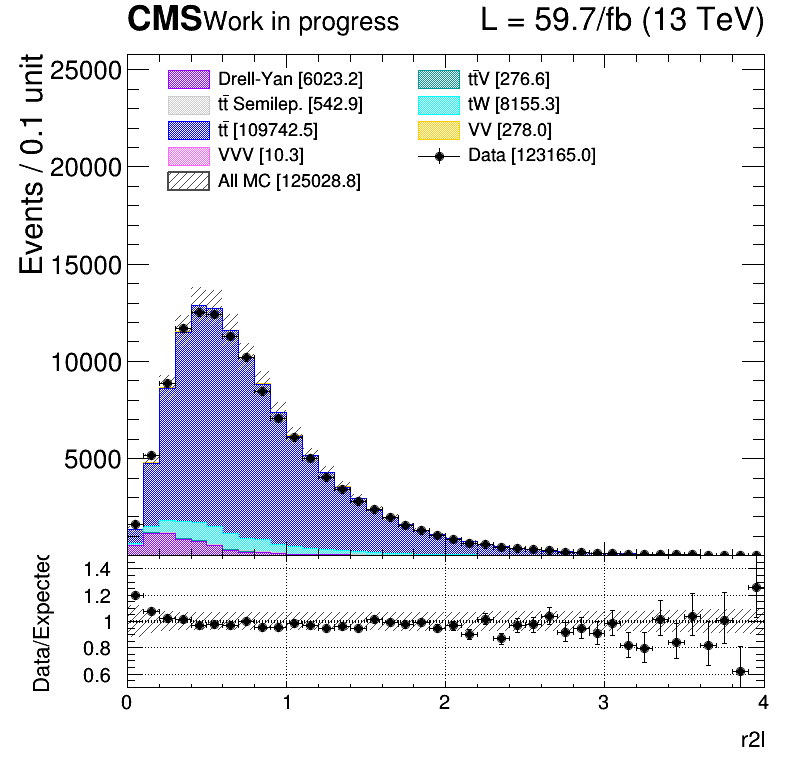 CMS Work in progress L = 59.7/fb (13 TeV)
Events / 0.1 unit
25000
20000
15000
10000
5000
Drell-Yan [6023.2]
tt̄ Semilep. [542.9]
tt̄ [109742.5]
VVV [10.3]
All MC [125028.8]
tt̄V [276.6]
tW [8155.3]
VV [278.0]
Data [123165.0]
Data/Expected
1.4
1.2
1
0.8
0.6
0 1 2 3 4
r2l